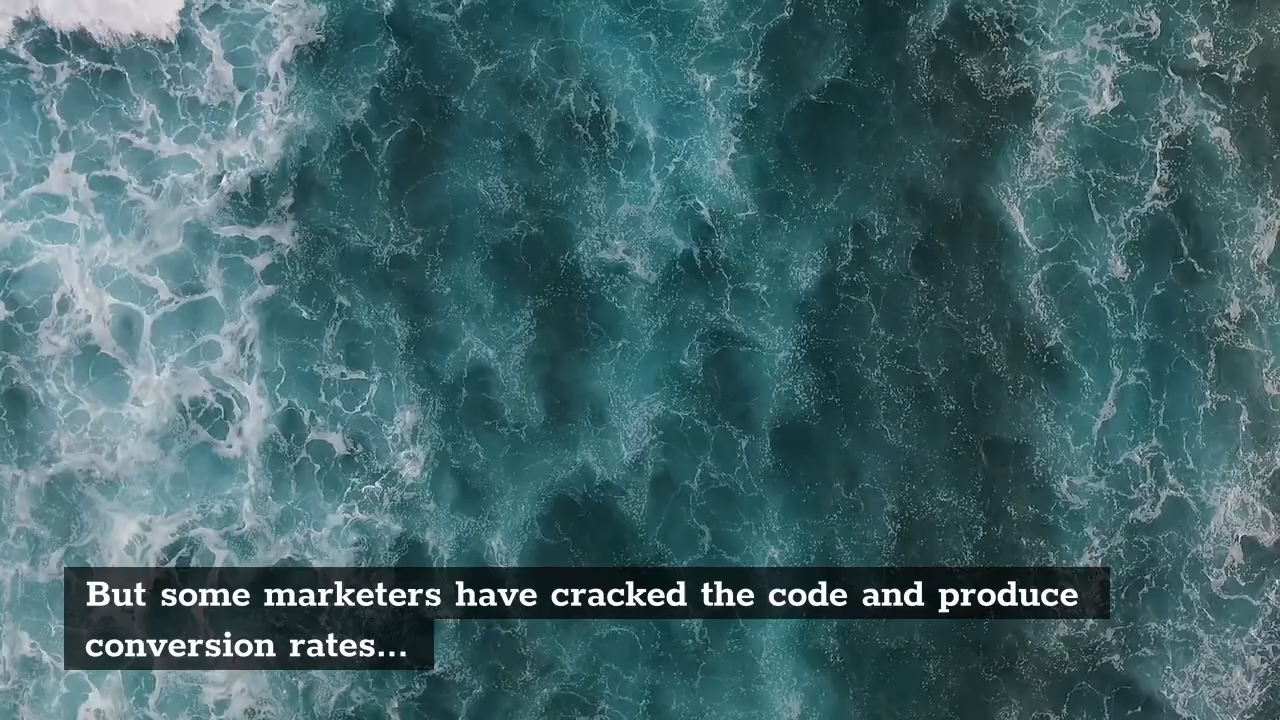 But some marketers have cracked the code and produce
conversion rates...